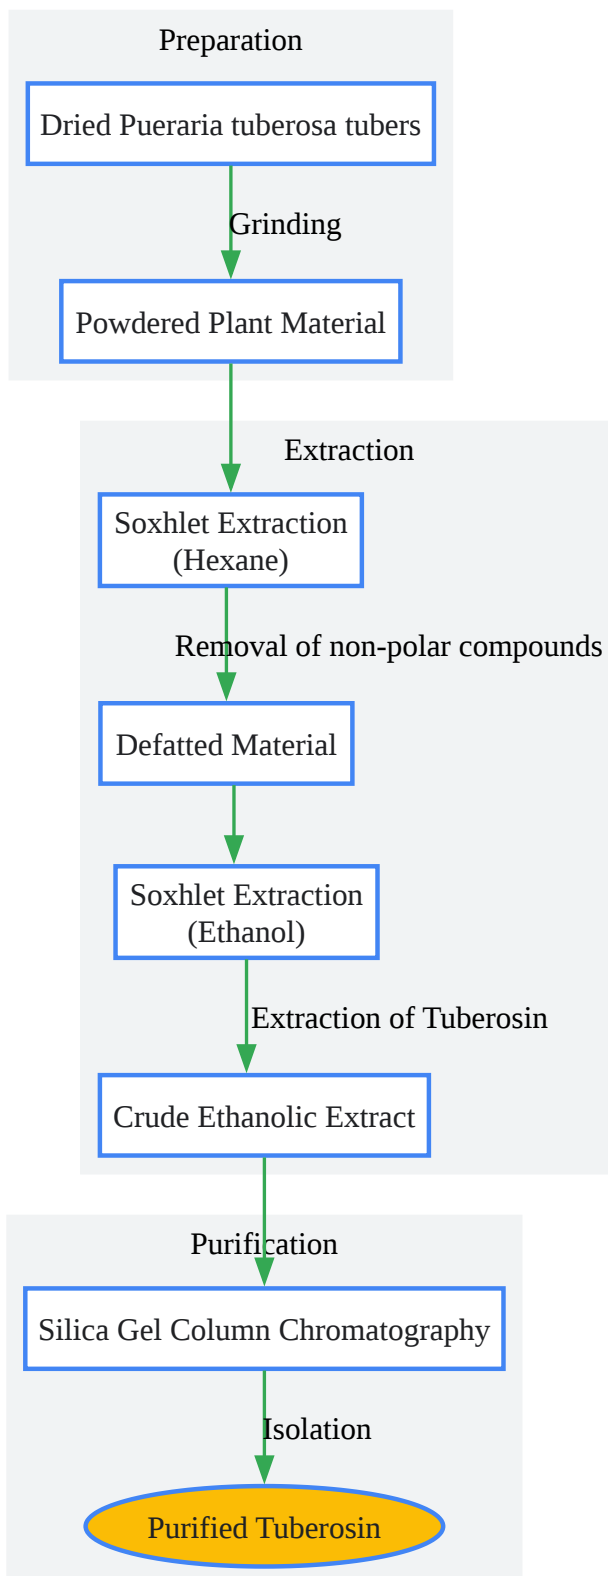 Preparation
Dried Pueraria tuberosa tubers
Grinding
Powdered Plant Material
Extraction
Soxhlet Extraction
(Hexane)
Removal of non-polar compounds
Defatted Material
Soxhlet Extraction
(Ethanol)
Extraction of Tuberosin
Crude Ethanolic Extract
Purification
Silica Gel Column Chromatography
Isolation
Purified Tuberosin